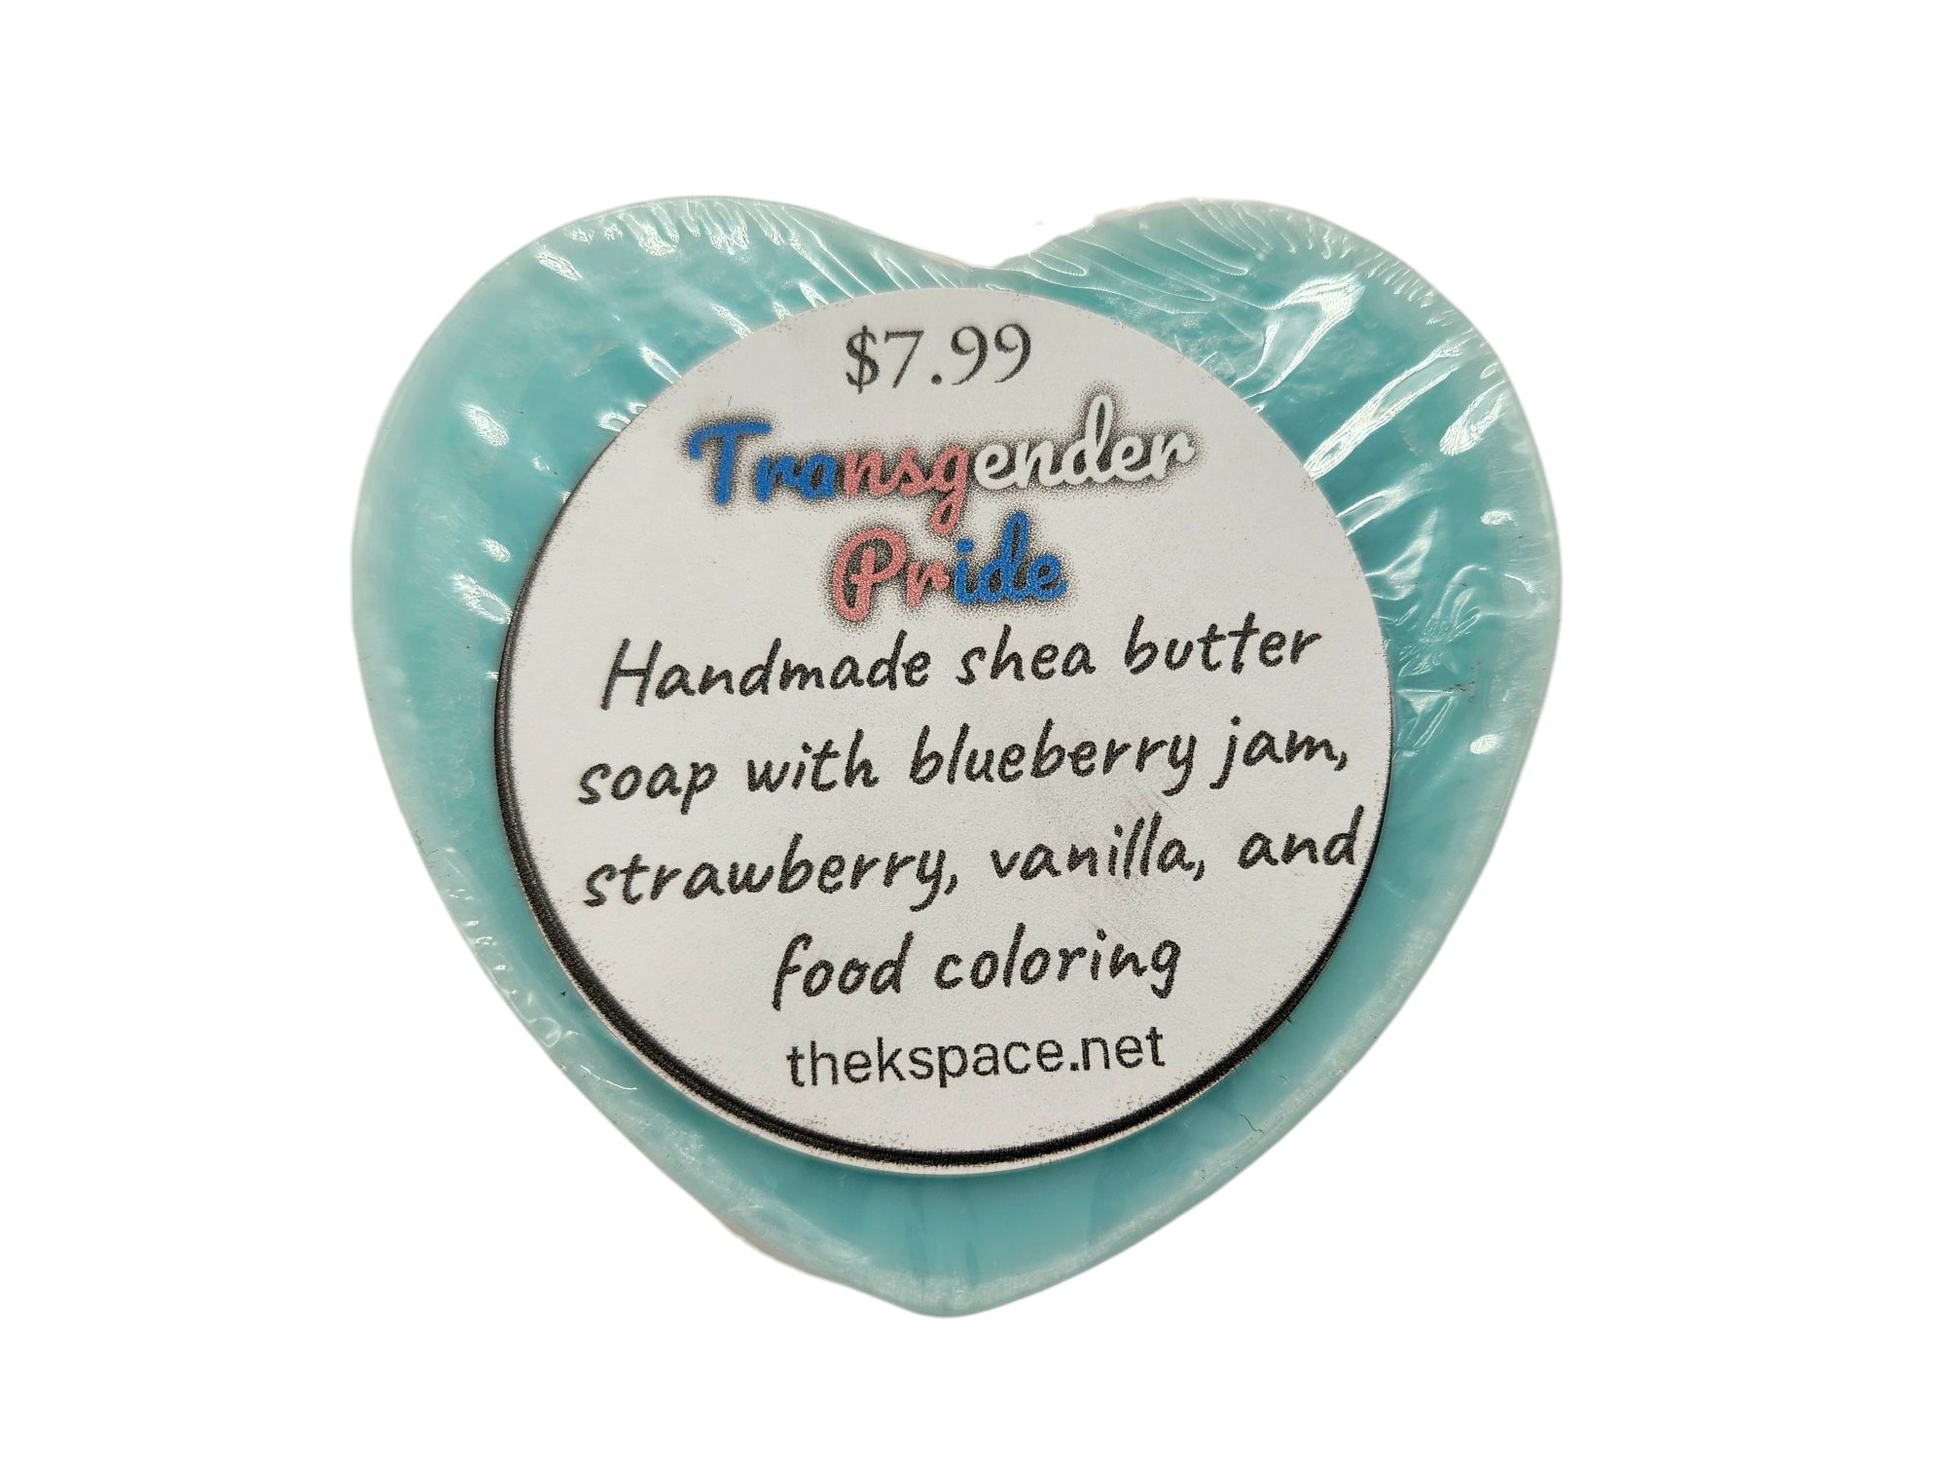 $7.99
Transgender
Pride
Handmade shea butter
soap with blueberry jam,
strawberry, vanilla, and
food coloring
thekspace.net